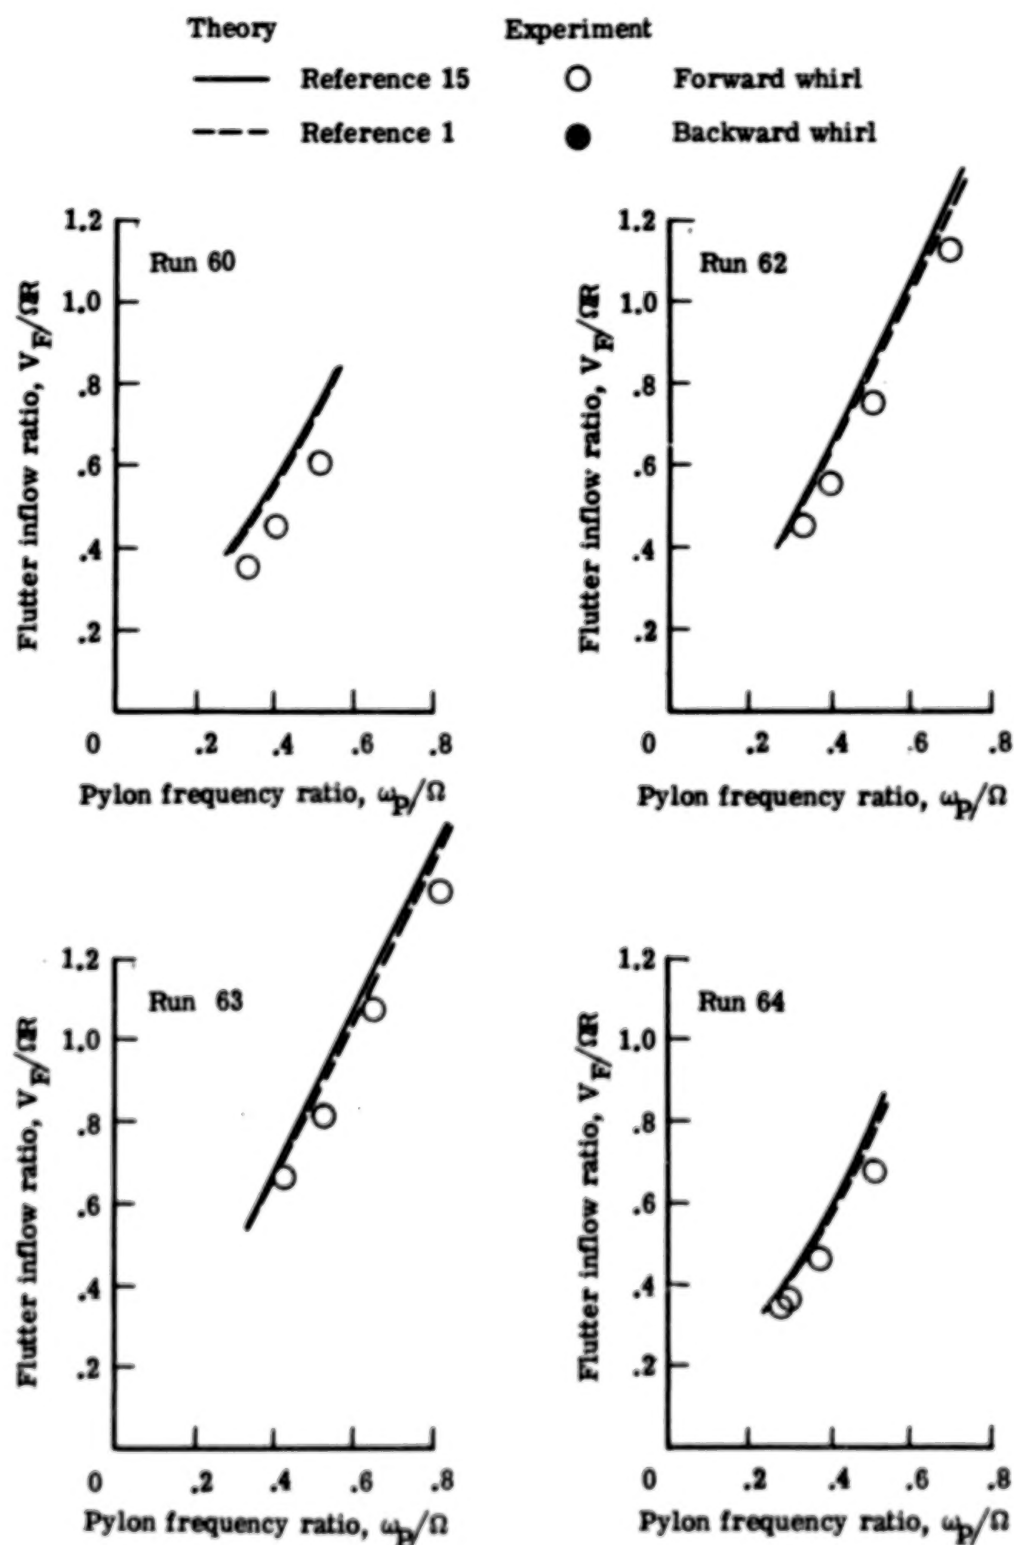 Theory Experiment
Reference 15 Forward whirl
Reference 1 Backward whirl
Run 60
Flutter inflow ratio, V_F/ΩR
1.2
1.0
.8
.6
.4
.2
0 .2 .4 .6 .8
Pylon frequency ratio, ω_P/Ω
Run 62
Flutter inflow ratio, V_F/ΩR
1.2
1.0
.8
.6
.4
.2
0 .2 .4 .6 .8
Pylon frequency ratio, ω_P/Ω
Run 63
Flutter inflow ratio, V_F/ΩR
1.2
1.0
.8
.6
.4
.2
0 .2 .4 .6 .8
Pylon frequency ratio, ω_P/Ω
Run 64
Flutter inflow ratio, V_F/ΩR
1.2
1.0
.8
.6
.4
.2
0 .2 .4 .6 .8
Pylon frequency ratio, ω_P/Ω